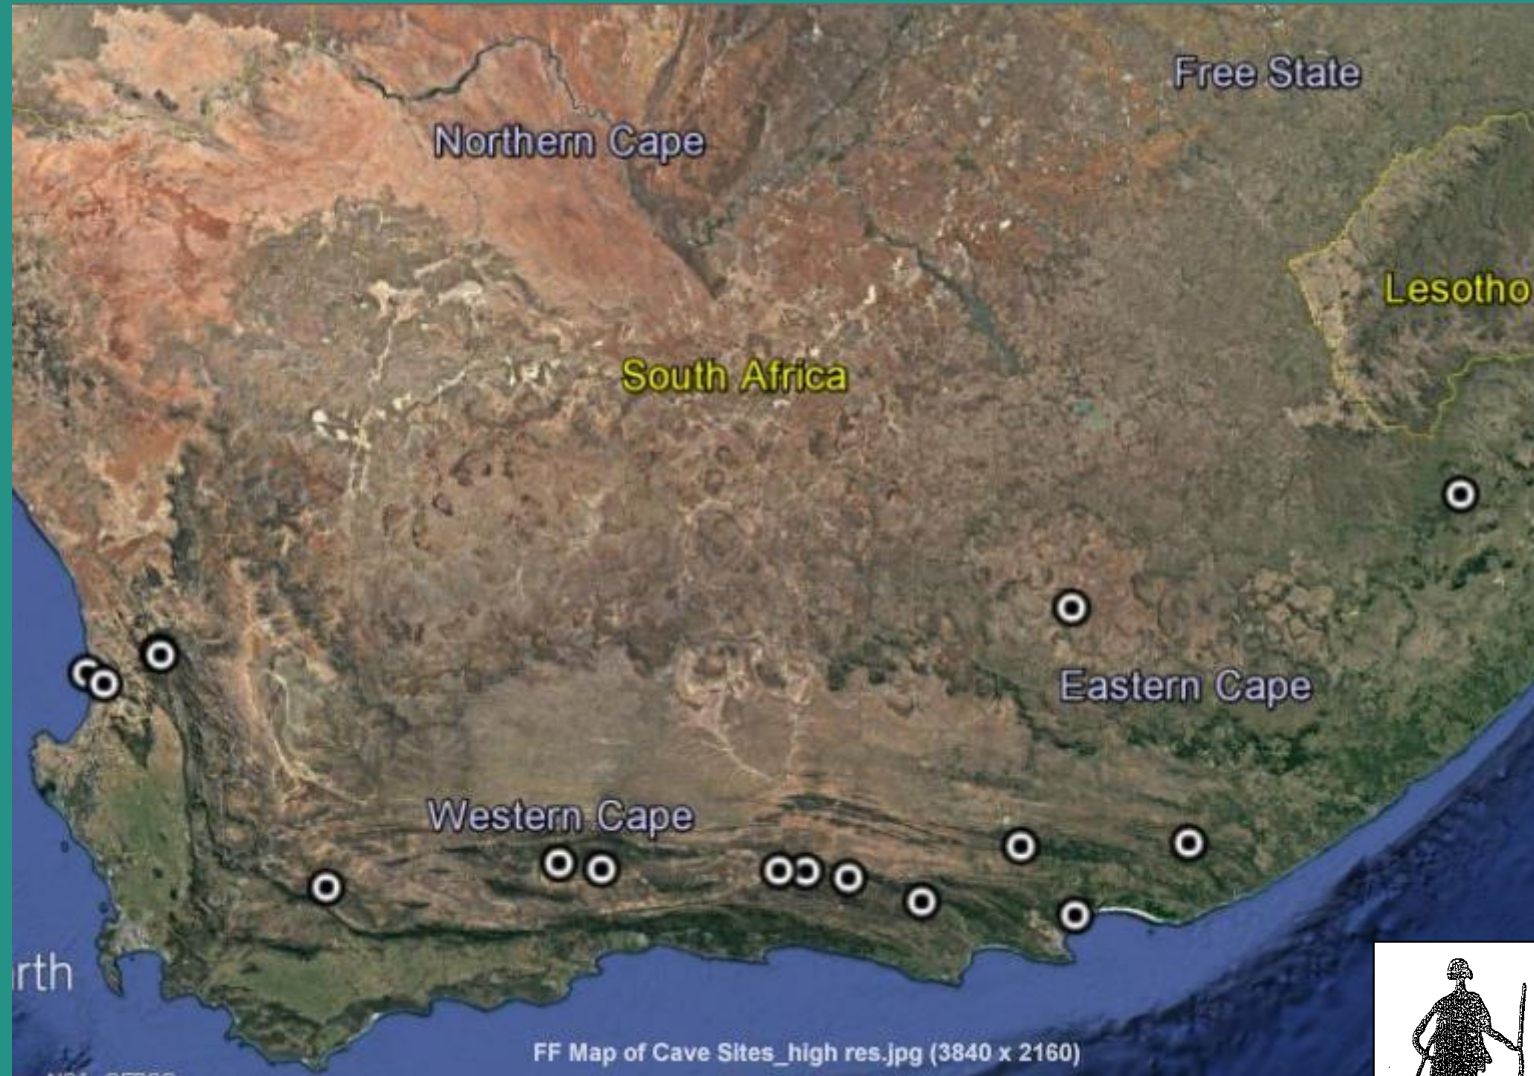 Free State
Northern Cape
Lesotho
South Africa
Eastern Cape
Western Cape
rth
FF Map of Cave Sites_high res.jpg (3840 x 2160)